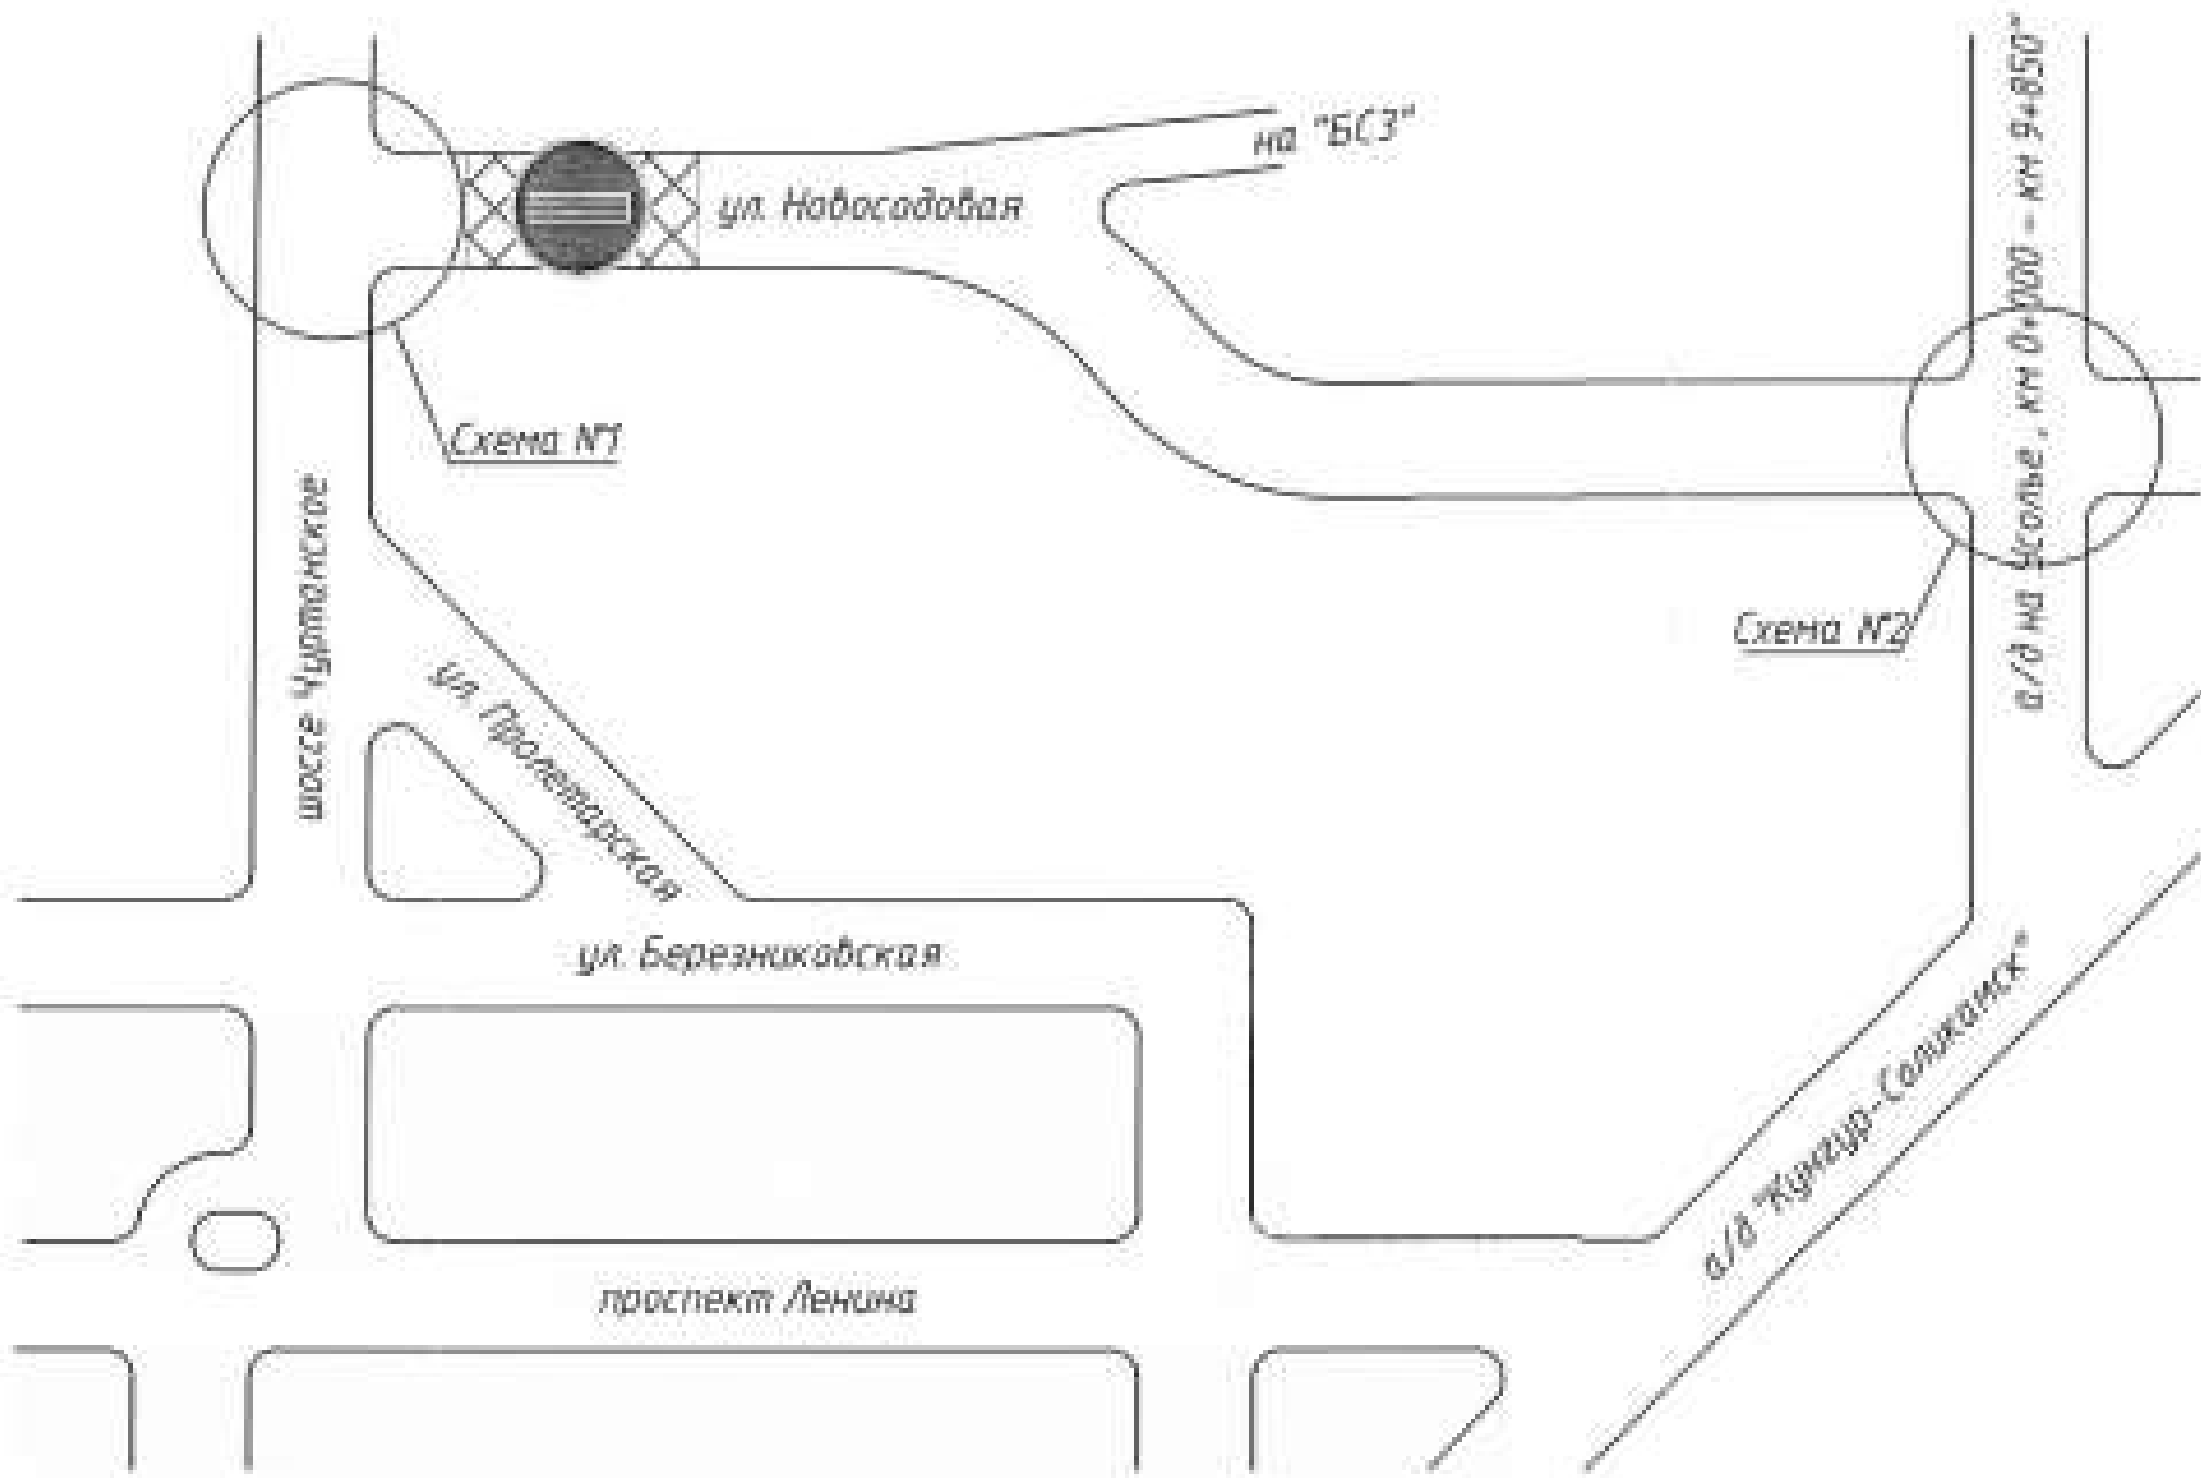 на "БСЗ"
ул. Новосодовая
а/д на Усолье, км 0+000 - км 9+850"
Схема №1
шоссе Чуртанское
Схема №2
ул. Пролетарская
ул. Березниковская
а/д "Кунгур-Соликамск"
проспект Ленина